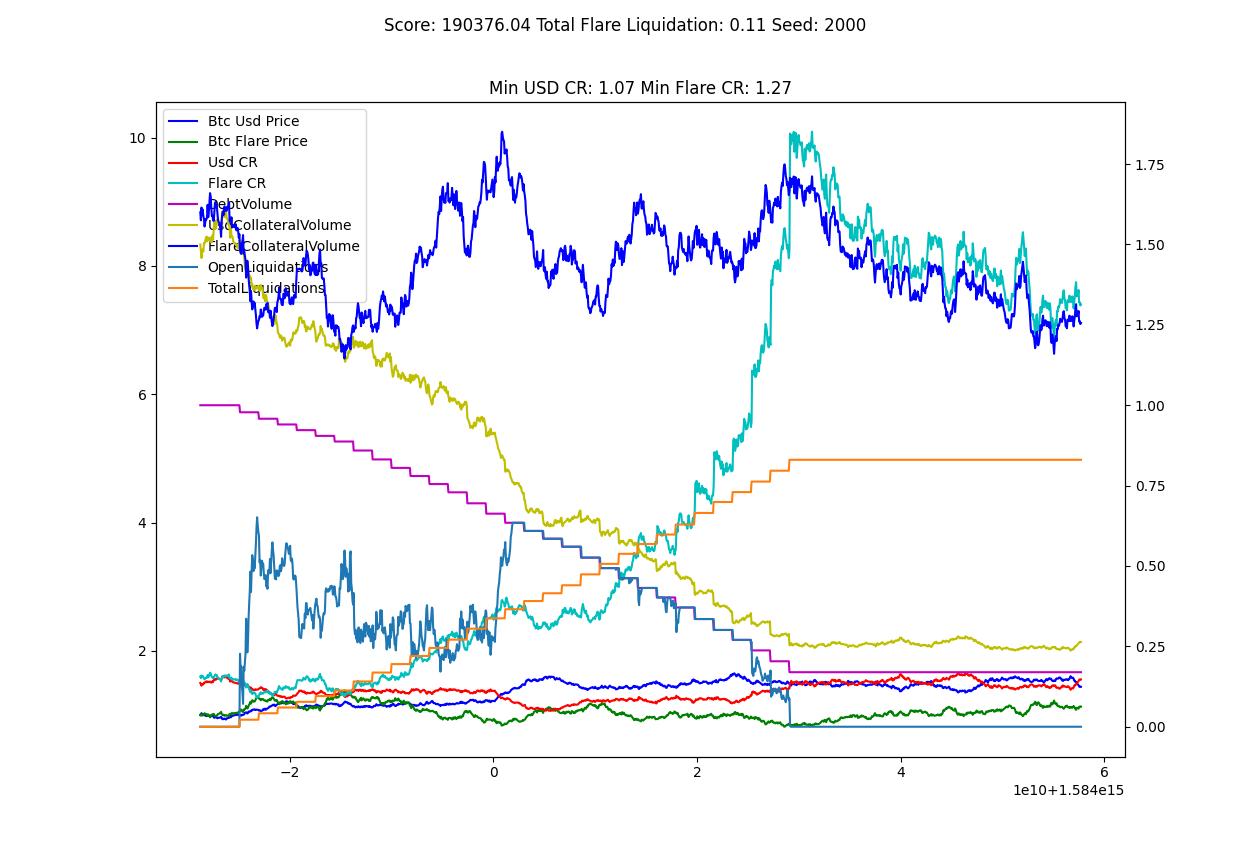 Score: 190376.04 Total Flare Liquidation: 0.11 Seed: 2000
Min USD CR: 1.07 Min Flare CR: 1.27
Btc Usd Price
Btc Flare Price
Usd CR
Flare CR
DebtVolume
UsdCollateralVolume
FlareCollateralVolume
OpenLiquidations
TotalLiquidations
10
8
6
4
2
1.75
1.50
1.25
1.00
0.75
0.50
0.25
0.00
−2 0 2 4 6
1e10+1.584e15